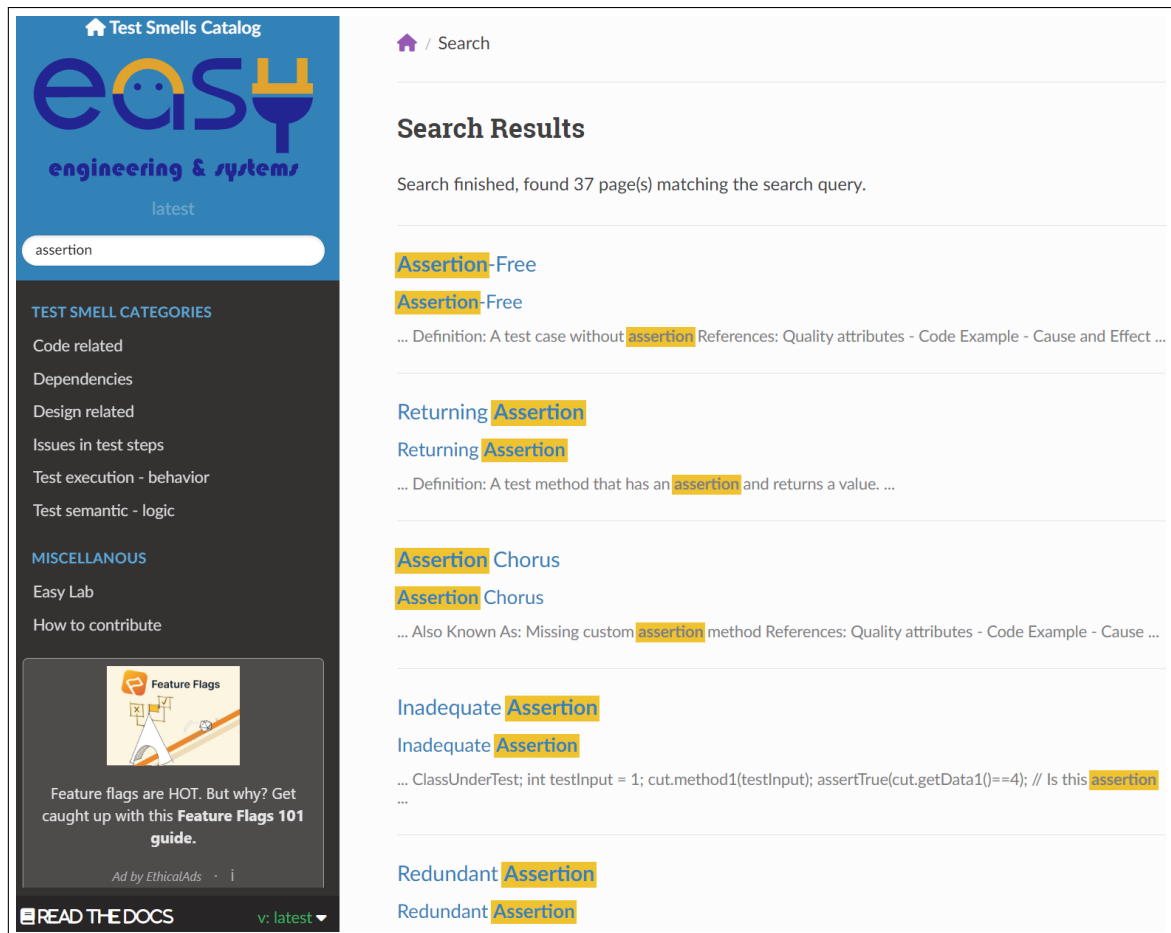 Test Smells Catalog
easy
engineering & systems
latest
assertion
TEST SMELL CATEGORIES
Code related
Dependencies
Design related
Issues in test steps
Test execution - behavior
Test semantic - logic
MISCELLANOUS
Easy Lab
How to contribute
Feature Flags
Feature flags are HOT. But why? Get
caught up with this Feature Flags 101
guide.
Ad by EthicalAds · i
READ THE DOCS v: latest
/ Search
Search Results
Search finished, found 37 page(s) matching the search query.
Assertion-Free
Assertion-Free
... Definition: A test case without assertion References: Quality attributes - Code Example - Cause and Effect ...
Returning Assertion
Returning Assertion
... Definition: A test method that has an assertion and returns a value. ...
Assertion Chorus
Assertion Chorus
... Also Known As: Missing custom assertion method References: Quality attributes - Code Example - Cause ...
Inadequate Assertion
Inadequate Assertion
... ClassUnderTest; int testInput = 1; cut.method1(testInput); assertTrue(cut.getData1()==4); // Is this assertion
...
Redundant Assertion
Redundant Assertion